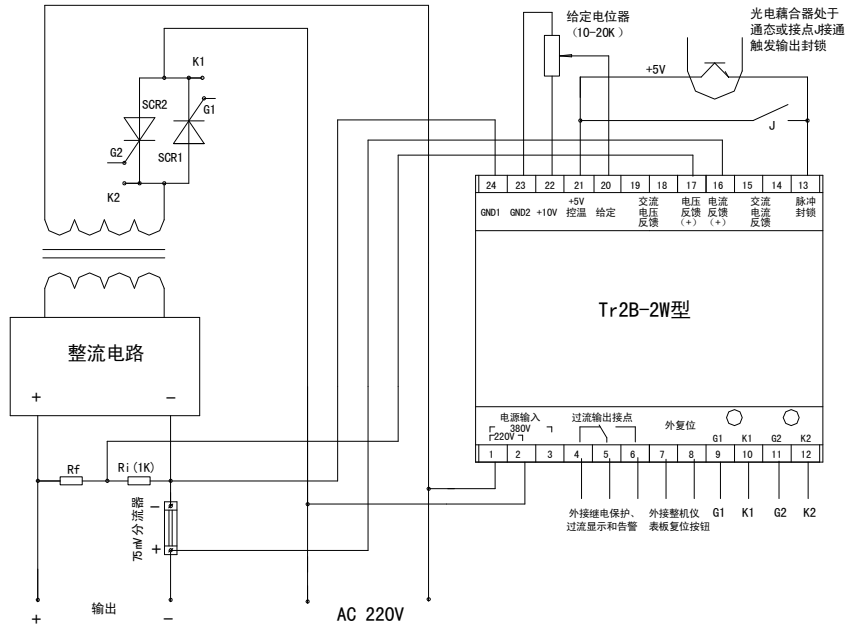 给定电位器
(10-20K)
光电藕合器处于
通态或接点J接通
触发输出封锁
K1
+5V
SCR2
G1
J
G2
SCR1
K2
24 23 22 21 20 19 18 17 16 15 14 13
GND1 GND2 +10V +5V 控温 给定 交流电压反馈 电压反馈(+) 电流反馈(+) 交流电流反馈 脉冲封锁
Tr2B-2W型
整流电路
+ -
电源输入 过流输出接点 外复位
380V
220V
G1 K1 G2 K2
1 2 3 4 5 6 7 8 9 10 11 12
Rf Ri(1K)
75mV分流器
- +
外接继电保护、
过流显示和告警
外接整机仪
表板复位按钮
G1 K1 G2 K2
输出
+ -
AC 220V